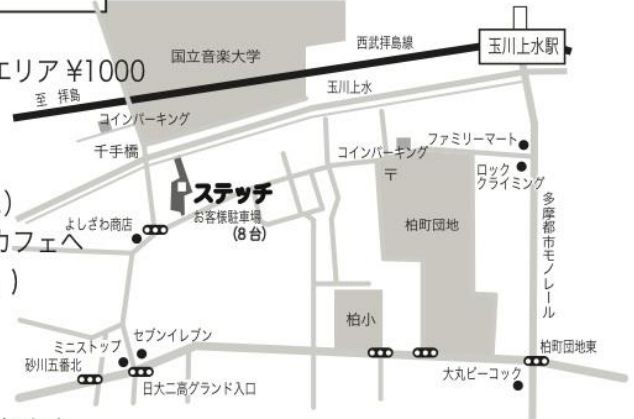 国立音楽大学
西武拝島線
玉川上水駅
エリア ¥1000
至 拝島
玉川上水
コインパーキング
千手橋
コインパーキング
ファミリーマート
〒
ロック
クライミング
ステッチ
お客様駐車場
(8台)
よしざわ商店
カフェへ
)
柏町団地
多摩都市モノレール
柏小
ミニストップ
セブンイレブン
砂川五番北
日大二高グランド入口
柏町団地東
大丸ピーコック